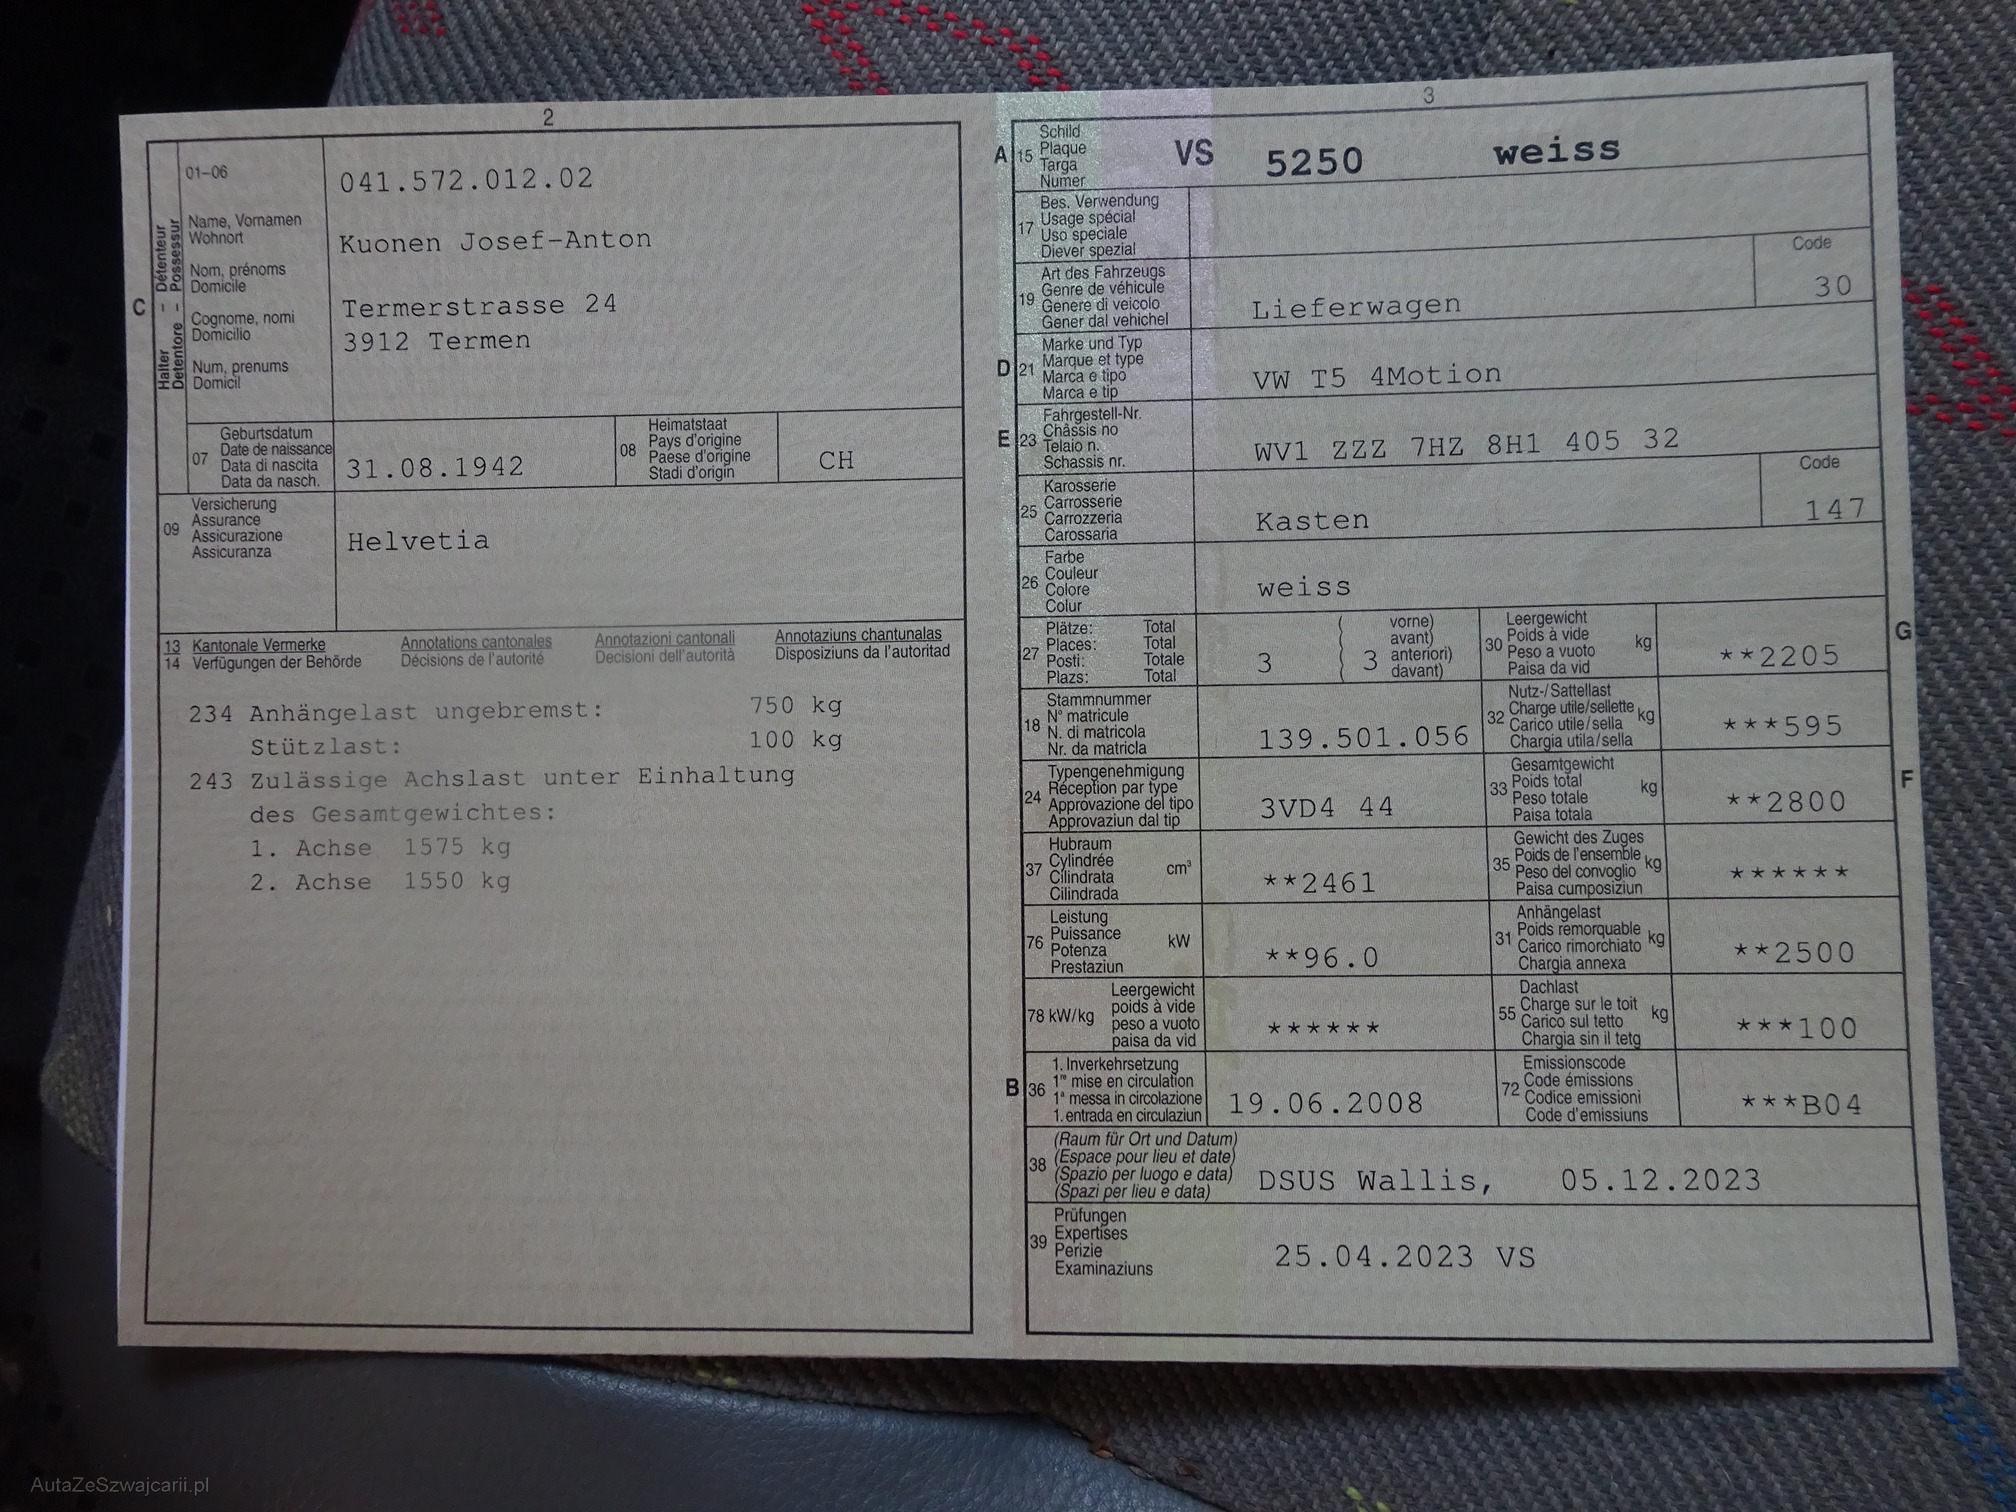 2
01-06
041.572.012.02
Halter - Détenteur
Detentore - Possessur
C
Name, Vornamen
Wohnort
Nom, prénoms
Domicile
Cognome, nomi
Domicilio
Num, prenums
Domicil
Kuonen Josef-Anton
Termerstrasse 24
3912 Termen
07
Geburtsdatum
Date de naissance
Data di nascita
Data da nasch.
31.08.1942
08
Heimatstaat
Pays d'origine
Paese d'origine
Stadi d'origin
CH
09
Versicherung
Assurance
Assicurazione
Assicuranza
Helvetia
13 Kantonale Vermerke Annotations cantonales Annotazioni cantonali Annotaziuns chantunalas
14 Verfügungen der Behörde Décisions de l'autorité Decisioni dell'autorità Disposiziuns da l'autoritad
234 Anhängelast ungebremst: 750 kg
Stützlast: 100 kg
243 Zulässige Achslast unter Einhaltung
des Gesamtgewichtes:
1. Achse 1575 kg
2. Achse 1550 kg
3
A 15
Schild
Plaque
Targa
Numer
VS 5250 weiss
17
Bes. Verwendung
Usage spécial
Uso speciale
Diever spezial
19
Art des Fahrzeugs
Genre de véhicule
Genere di veicolo
Gener dal vehichel
Lieferwagen
Code
30
D 21
Marke und Typ
Marque et type
Marca e tipo
Marca e tip
VW T5 4Motion
E 23
Fahrgestell-Nr.
Châssis no
Telaio n.
Schassis nr.
WV1 ZZZ 7HZ 8H1 405 32
25
Karosserie
Carrosserie
Carrozzeria
Carossaria
Kasten
Code
147
26
Farbe
Couleur
Colore
Colur
weiss
27
Plätze: Total
Places: Total
Posti: Totale
Plazs: Total
3
( 3
vorne)
avant)
anteriori)
davant)
30
Leergewicht
Poids à vide
Peso a vuoto
Paisa da vid
kg
**2205
G
18
Stammnummer
N° matricule
N. di matricola
Nr. da matricla
139.501.056
32
Nutz-/Sattellast
Charge utile/sellette
Carico utile/sella
Chargia utila/sella
kg
***595
24
Typengenehmigung
Réception par type
Approvazione del tipo
Approvaziun dal tip
3VD4 44
33
Gesamtgewicht
Poids total
Peso totale
Paisa totala
kg
**2800
F
37
Hubraum
Cylindrée
Cilindrata
Cilindrada
cm³
**2461
35
Gewicht des Zuges
Poids de l'ensemble
Peso del convoglio
Paisa cumposiziun
kg
******
76
Leistung
Puissance
Potenza
Prestaziun
kW
**96.0
31
Anhängelast
Poids remorquable
Carico rimorchiato
Chargia annexa
kg
**2500
78 kW/kg
Leergewicht
poids à vide
peso a vuoto
paisa da vid
******
55
Dachlast
Charge sur le toit
Carico sul tetto
Chargia sin il tetg
kg
***100
B 36
1. Inverkehrsetzung
1re mise en circulation
1a messa in circolazione
1. entrada en circulaziun
19.06.2008
72
Emissionscode
Code émissions
Codice emissioni
Code d'emissiuns
***B04
38
(Raum für Ort und Datum)
(Espace pour lieu et date)
(Spazio per luogo e data)
(Spazi per lieu e data)
DSUS Wallis, 05.12.2023
39
Prüfungen
Expertises
Perizie
Examinaziuns
25.04.2023 VS
AutaZeSzwajcarii.pl